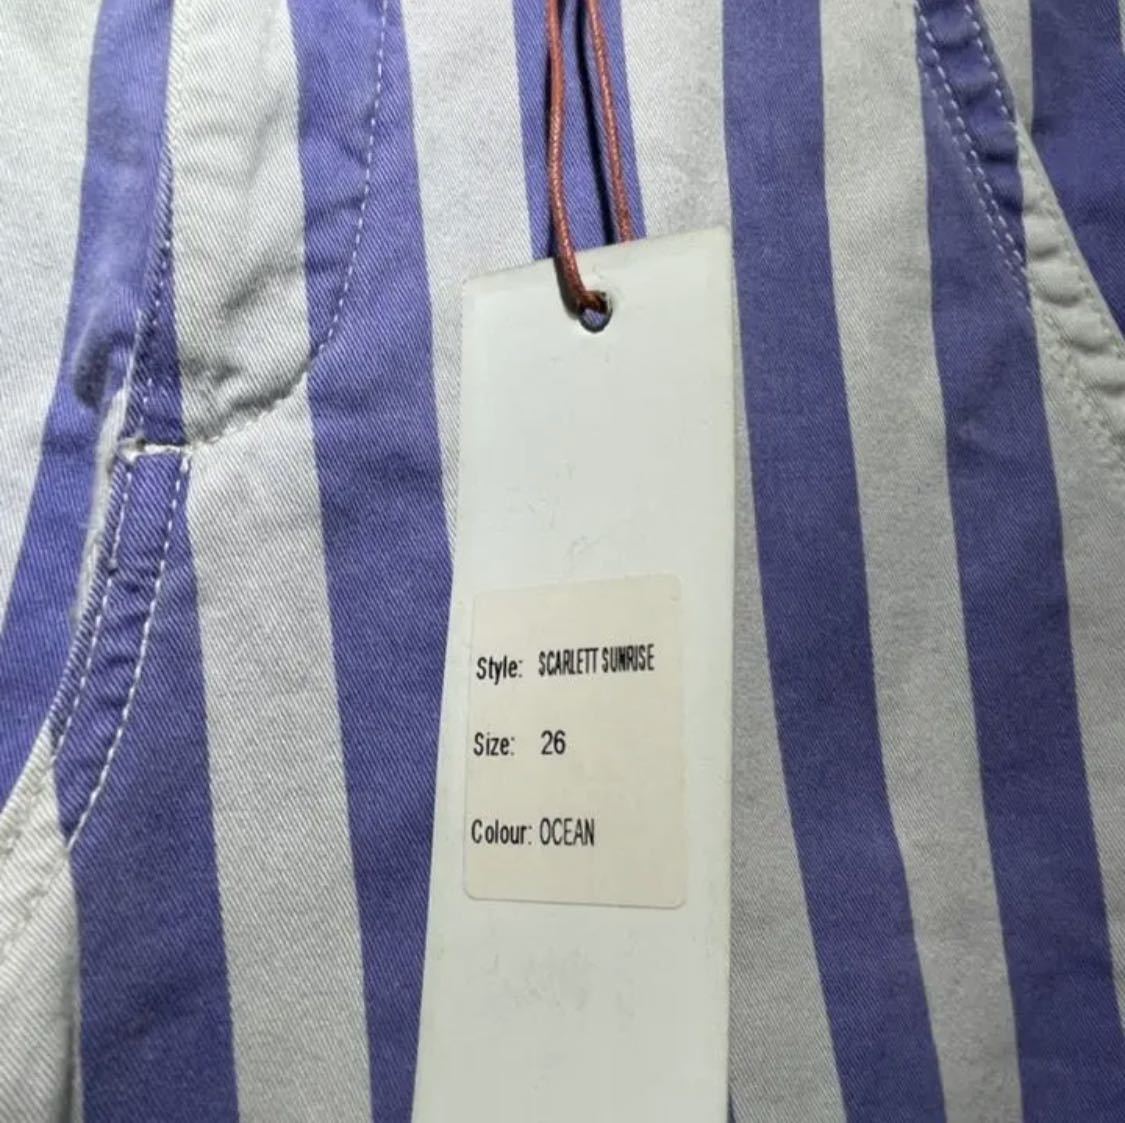 Style: SCARLETT SUNRISE
Size: 26
Colour: OCEAN